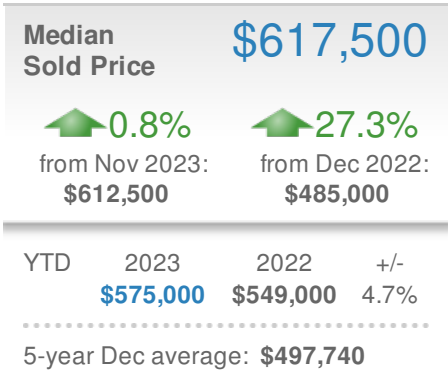 Median $617,500
Sold Price
0.8% 27.3%
from Nov 2023: from Dec 2022:
$612,500 $485,000
YTD 2023 2022 +/-
$575,000 $549,000 4.7%
5-year Dec average: $497,740